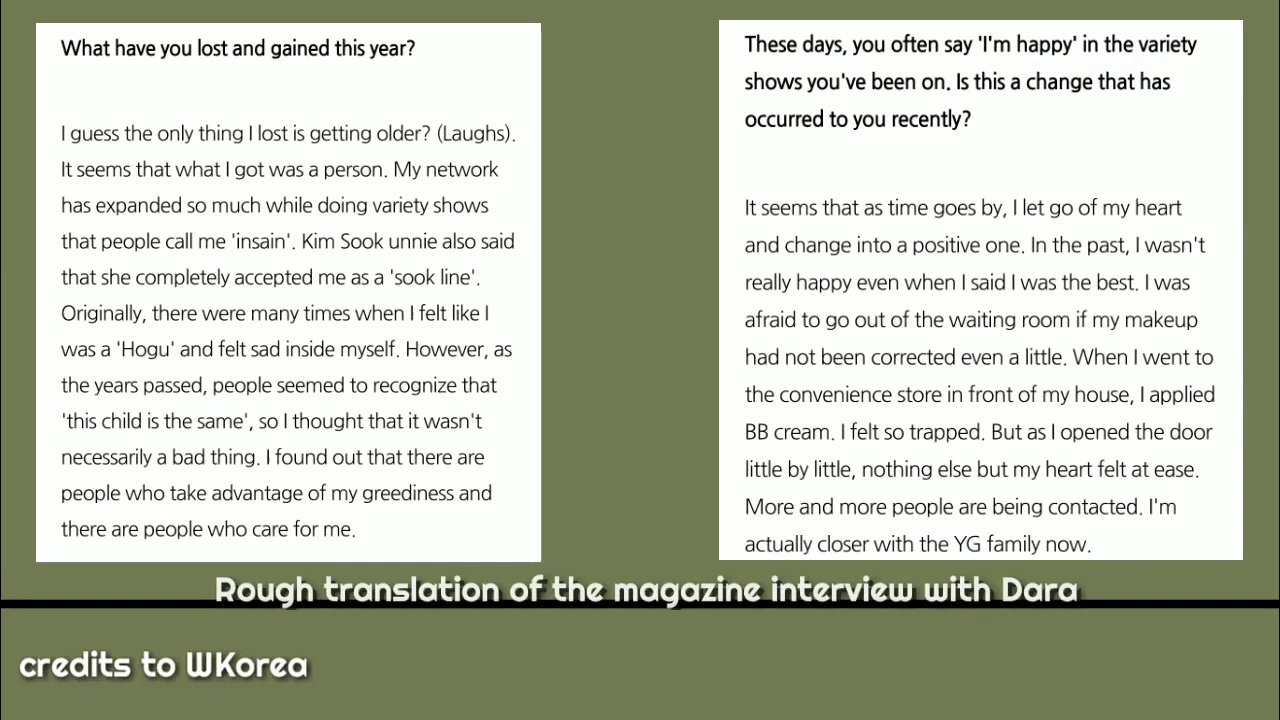 What have you lost and gained this year?
I guess the only thing I lost is getting older? (Laughs).
It seems that what I got was a person. My network
has expanded so much while doing variety shows
that people call me 'insain'. Kim Sook unnie also said
that she completely accepted me as a 'sook line'.
Originally, there were many times when I felt like I
was a 'Hogu' and felt sad inside myself. However, as
the years passed, people seemed to recognize that
'this child is the same', so I thought that it wasn't
necessarily a bad thing. I found out that there are
people who take advantage of my greediness and
there are people who care for me.
These days, you often say 'I'm happy' in the variety
shows you've been on. Is this a change that has
occurred to you recently?
It seems that as time goes by, I let go of my heart
and change into a positive one. In the past, I wasn't
really happy even when I said I was the best. I was
afraid to go out of the waiting room if my makeup
had not been corrected even a little. When I went to
the convenience store in front of my house, I applied
BB cream. I felt so trapped. But as I opened the door
little by little, nothing else but my heart felt at ease.
More and more people are being contacted. I'm
actually closer with the YG family now.
Rough translation of the magazine interview with Dara
credits to WKorea